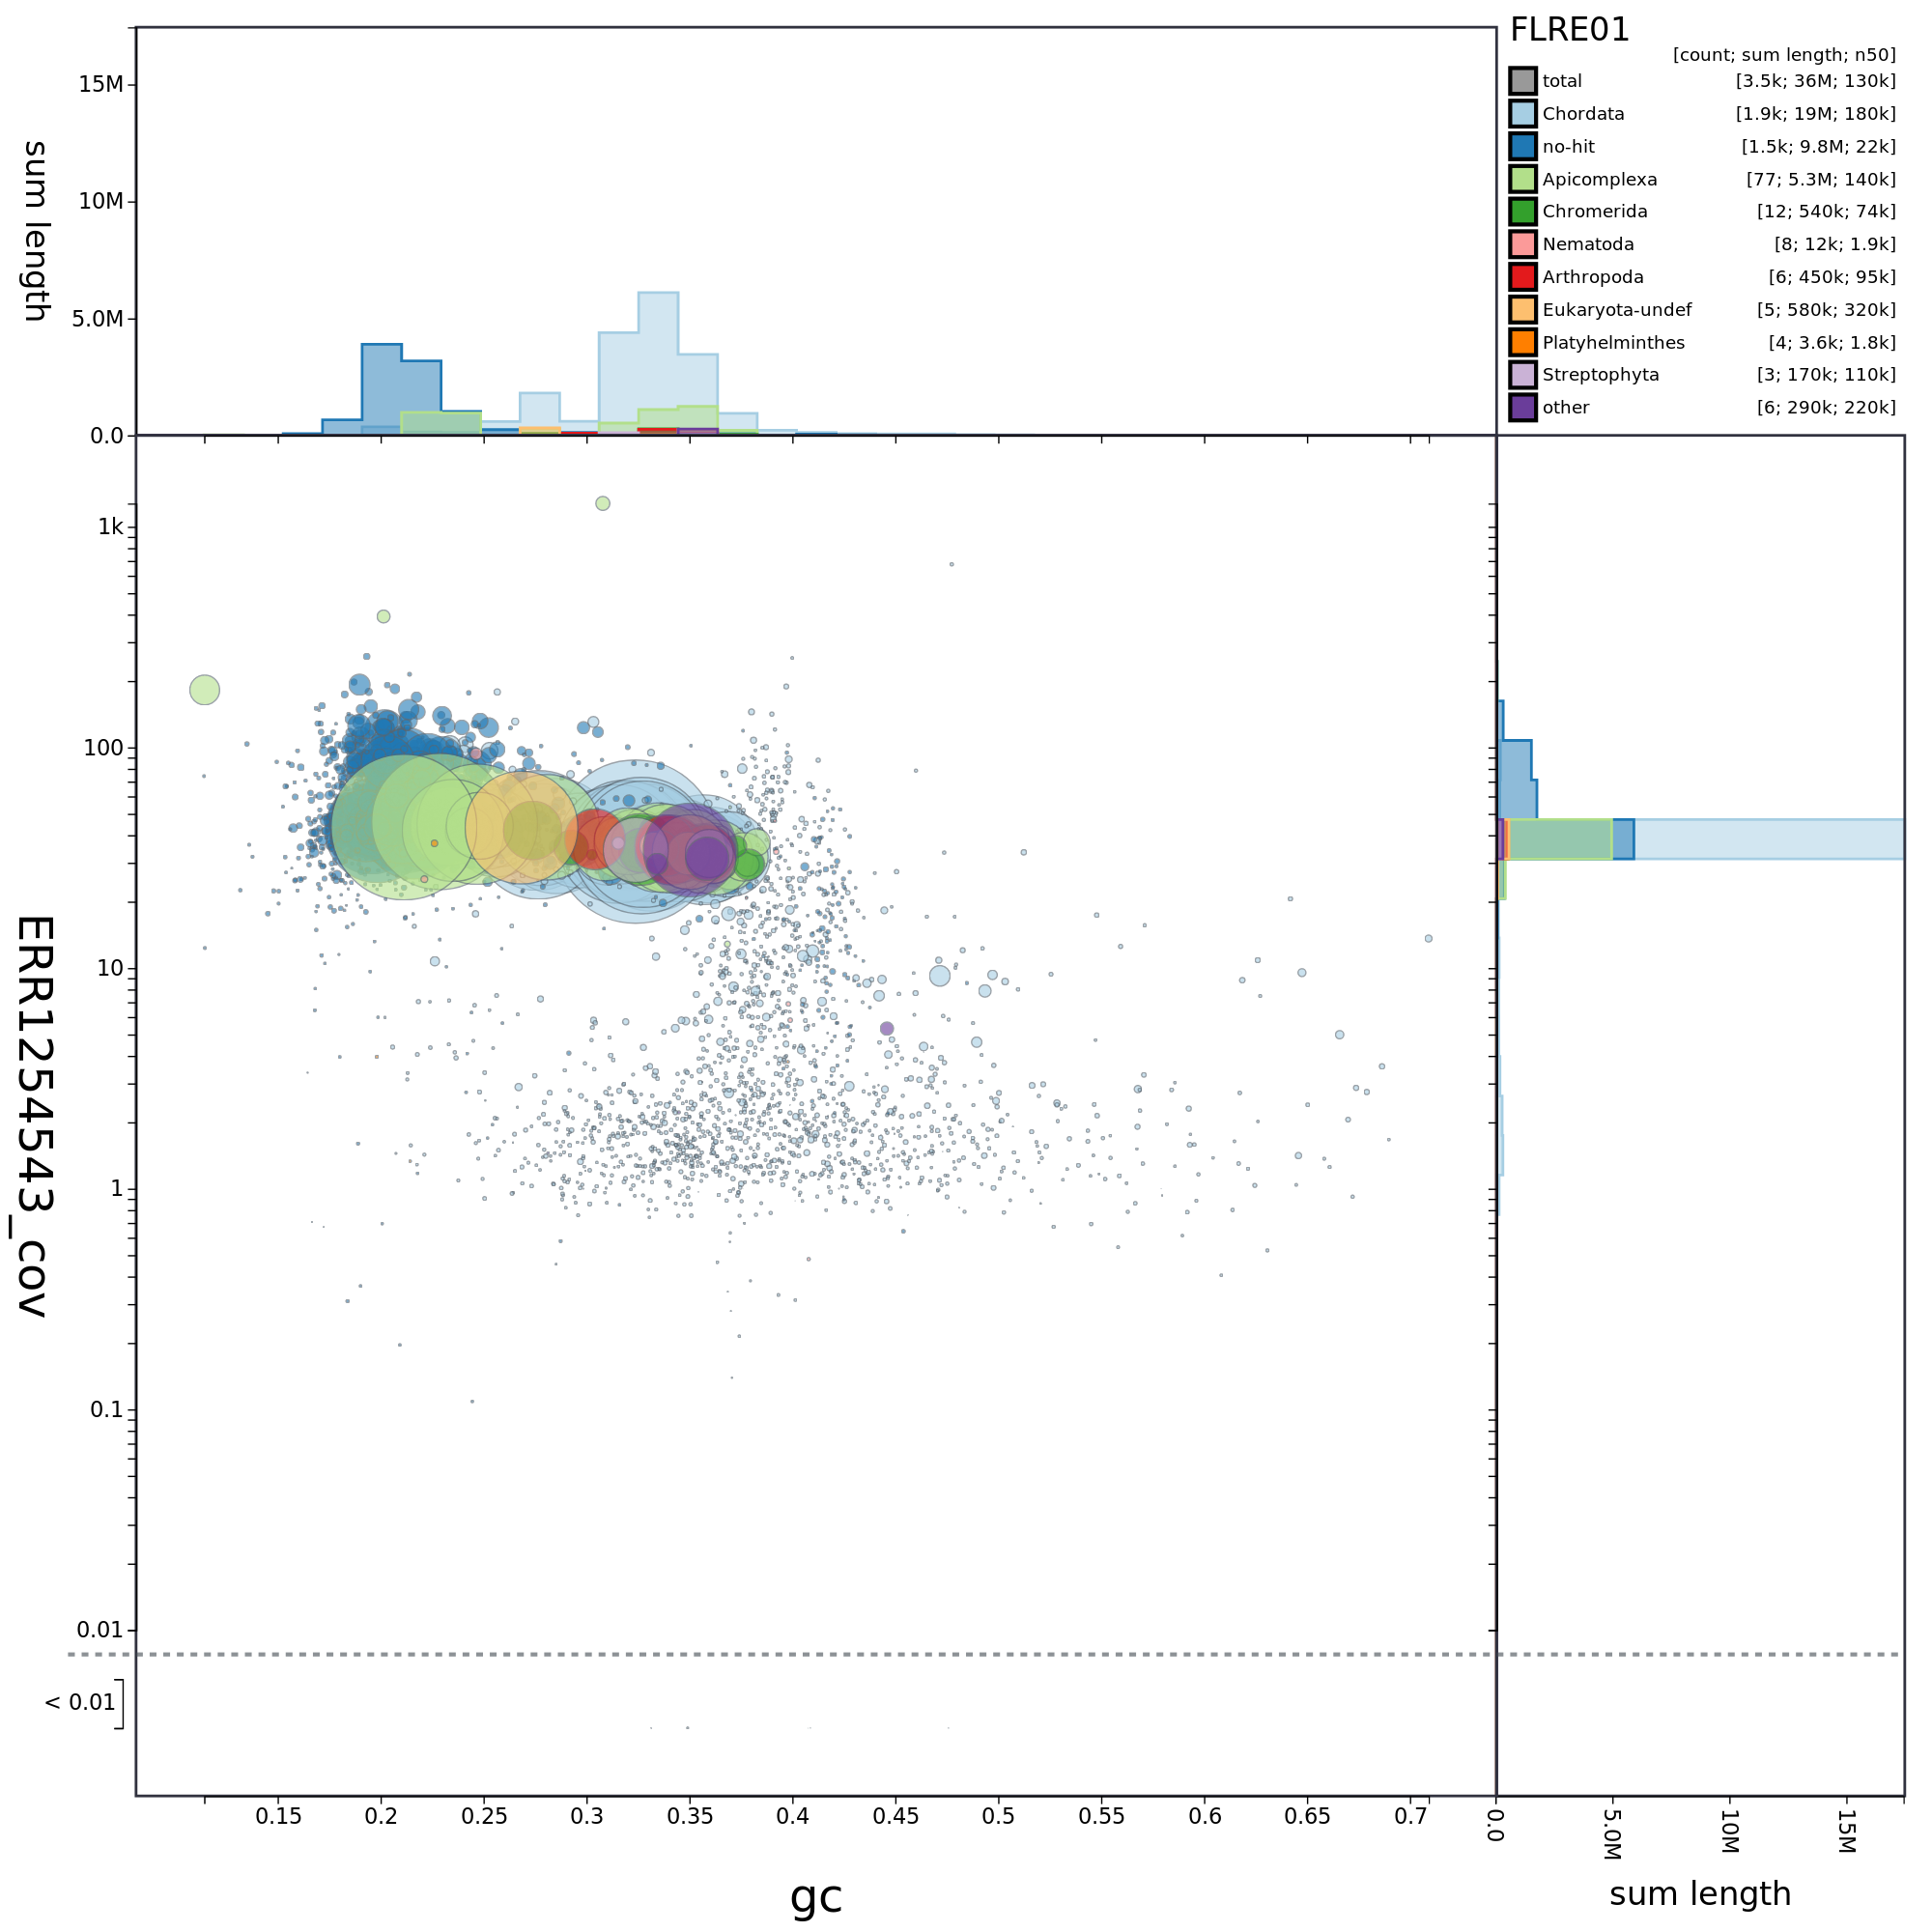 FLRE01
[count; sum length; n50]
total [3.5k; 36M; 130k]
Chordata [1.9k; 19M; 180k]
no-hit [1.5k; 9.8M; 22k]
Apicomplexa [77; 5.3M; 140k]
Chromerida [12; 540k; 74k]
Nematoda [8; 12k; 1.9k]
Arthropoda [6; 450k; 95k]
Eukaryota-undef [5; 580k; 320k]
Platyhelminthes [4; 3.6k; 1.8k]
Streptophyta [3; 170k; 110k]
other [6; 290k; 220k]
sum length
15M
10M
5.0M
0.0
ERR1254543_cov
1k
100
10
1
0.1
0.01
< 0.01
0.15 0.2 0.25 0.3 0.35 0.4 0.45 0.5 0.55 0.6 0.65 0.7
gc
0.0 5.0M 10M 15M
sum length